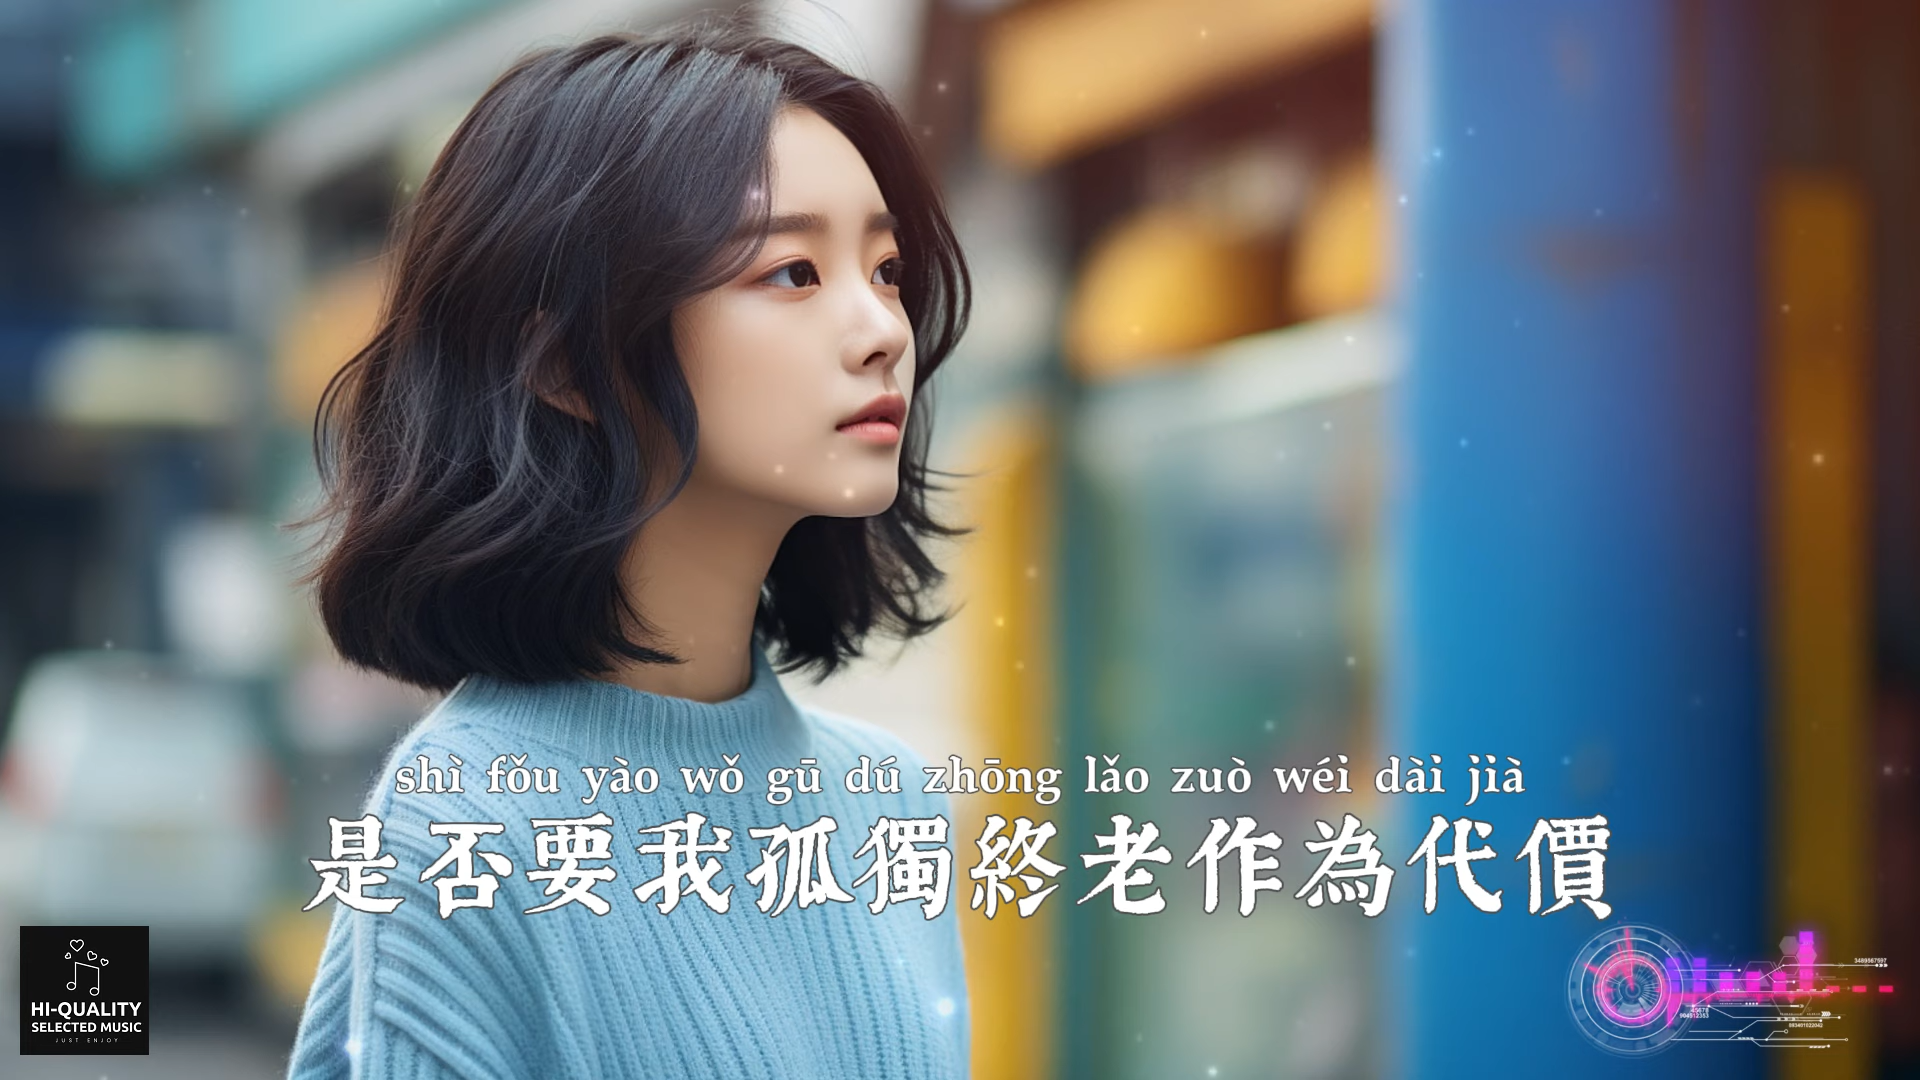 shì fǒu yào wǒ gū dú zhōng lǎo zuò wéi dài jià
是否要我孤獨終老作為代價
HI-QUALITY
SELECTED MUSIC
JUST ENJOY
3489567597